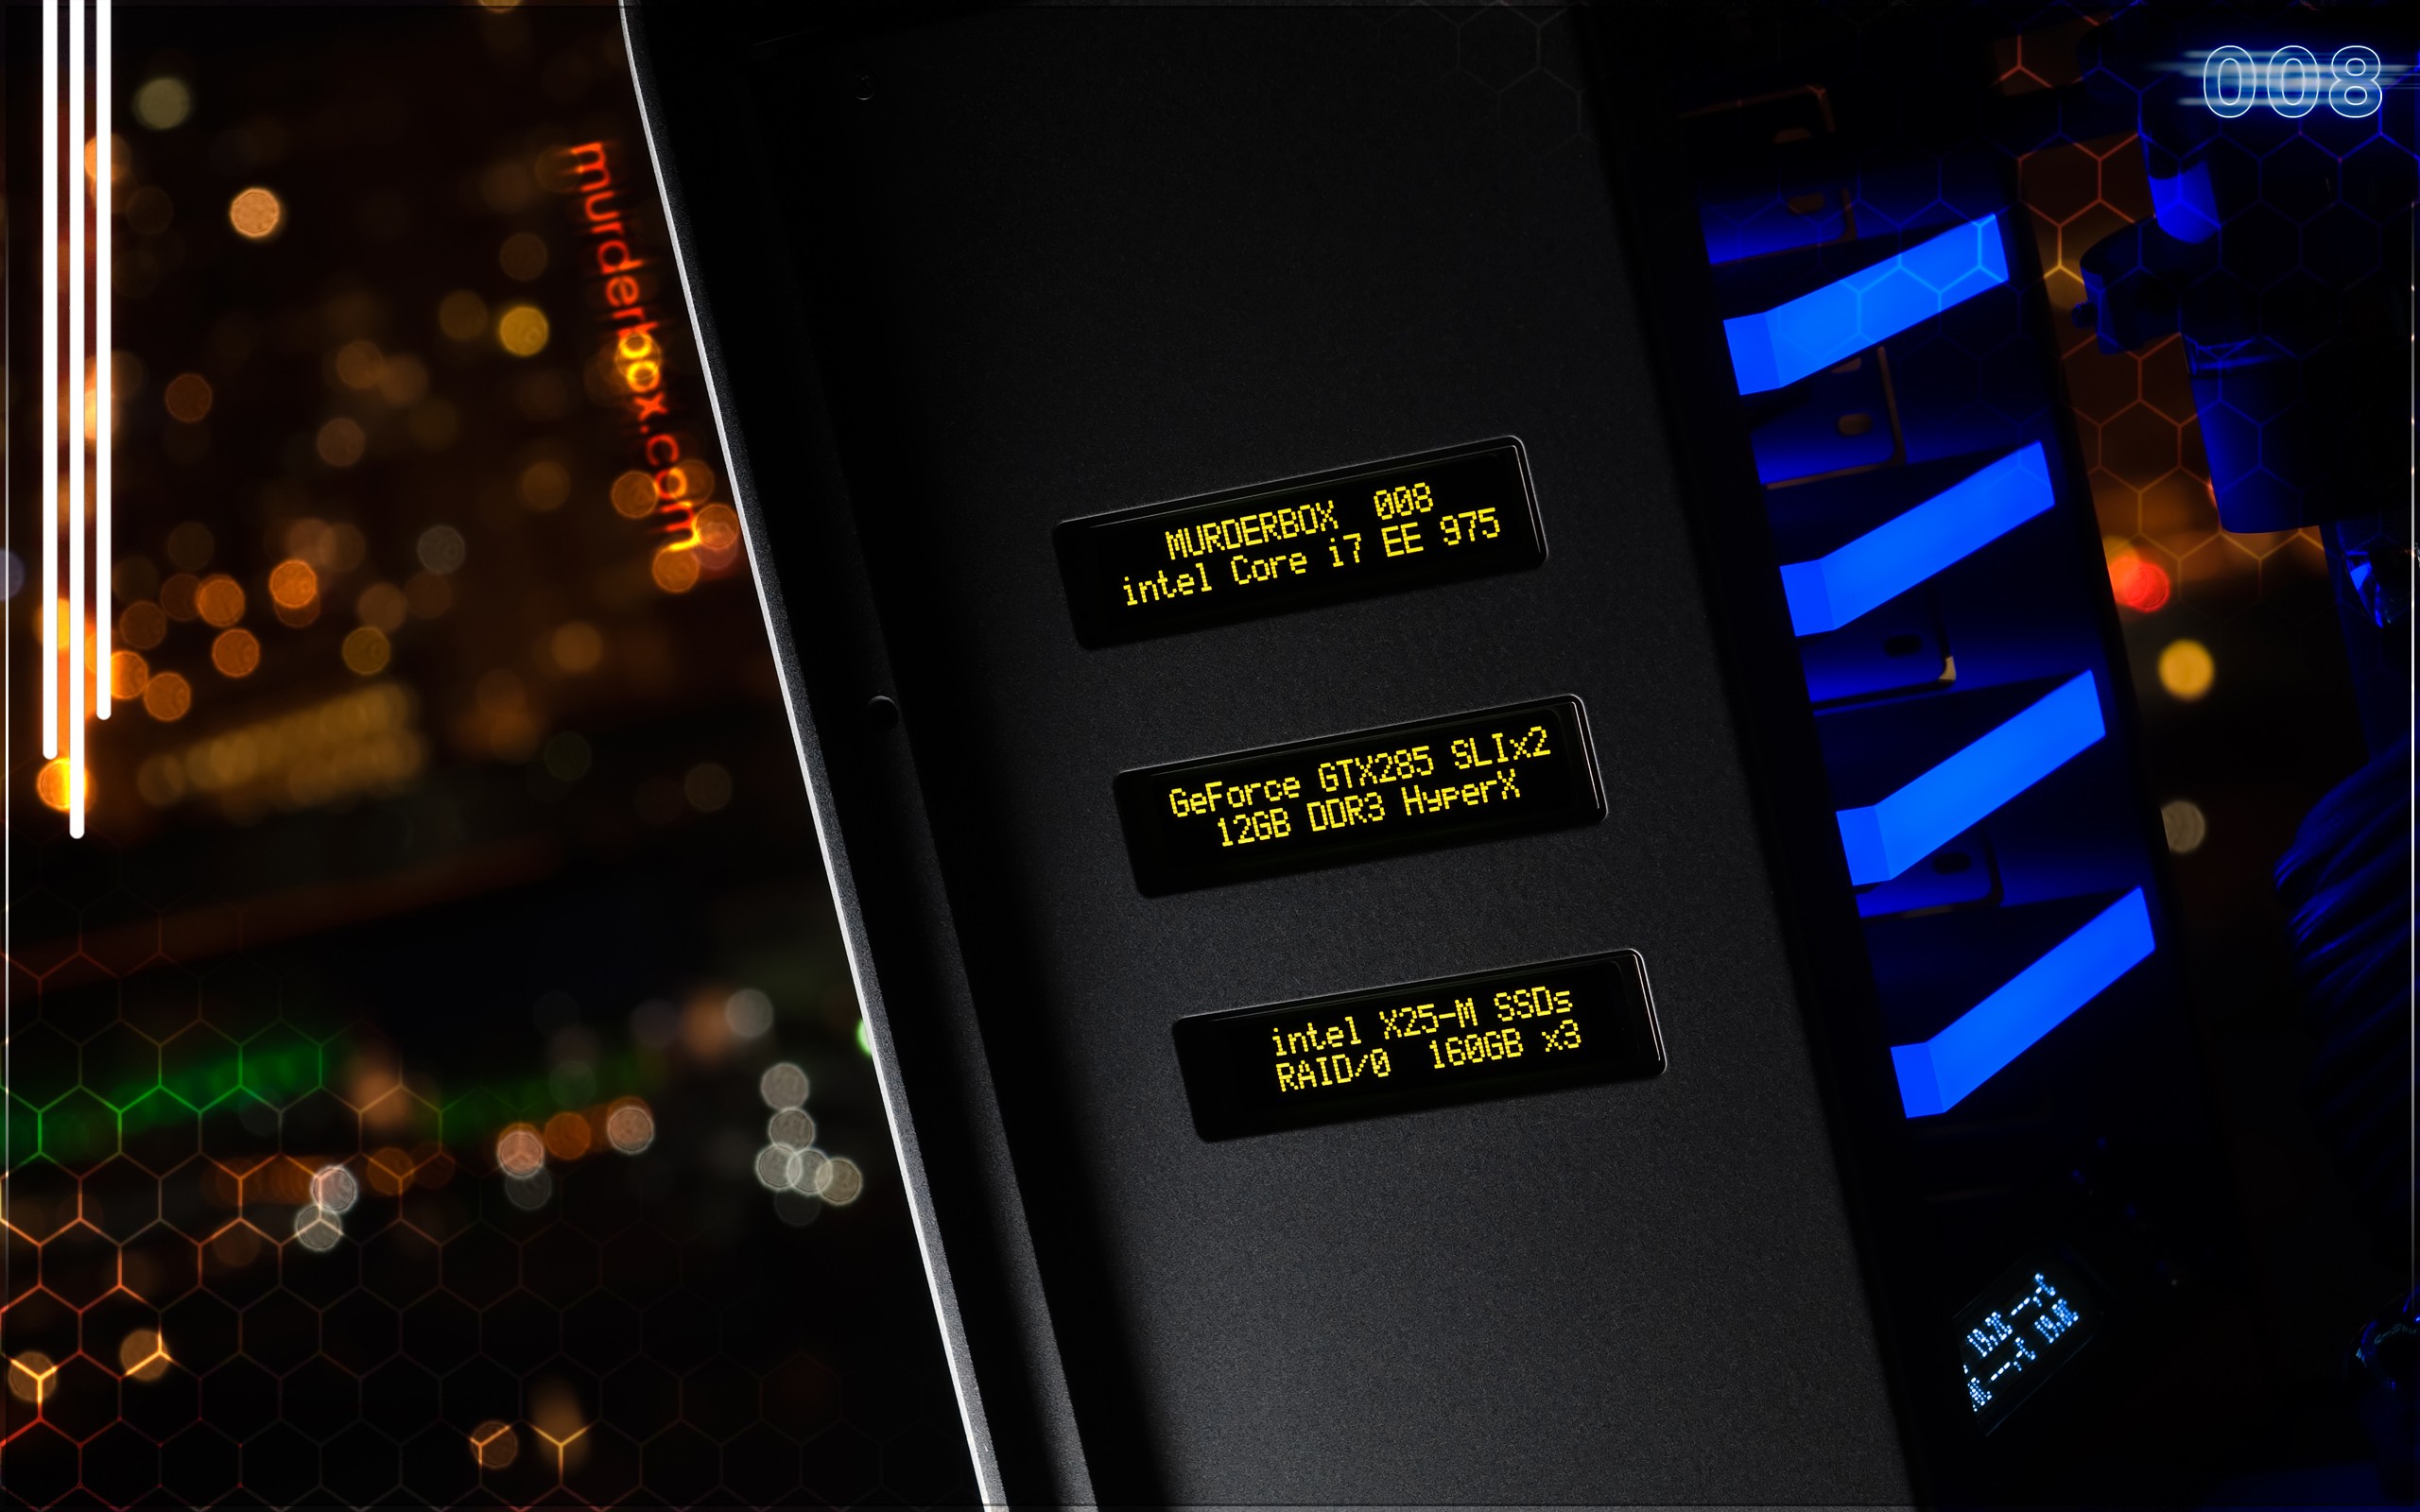 008
murderbox.com
MURDERBOX 008
intel Core i7 EE 975
GeForce GTX285 SLIx2
12GB DDR3 HyperX
intel X25-M SSDs
RAID/0 160GB x3